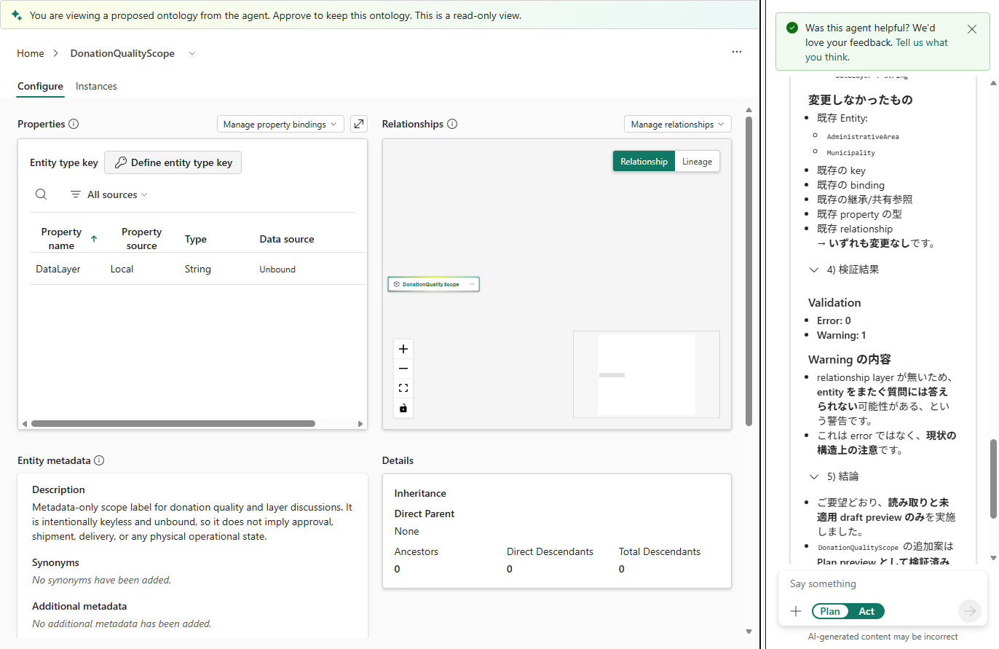 You are viewing a proposed ontology from the agent. Approve to keep this ontology. This is a read-only view.
Home > DonationQualityScope
Configure Instances
Properties
Manage property bindings
Entity type key Define entity type key
All sources
Property name Property source Type Data source
DataLayer Local String Unbound
Relationships
Manage relationships
Relationship Lineage
DonationQualityScope
Entity metadata
Description
Metadata-only scope label for donation quality and layer discussions. It
is intentionally keyless and unbound, so it does not imply approval,
shipment, delivery, or any physical operational state.
Synonyms
No synonyms have been added.
Additional metadata
No additional metadata has been added.
Details
Inheritance
Direct Parent
None
Ancestors Direct Descendants Total Descendants
0 0 0
Was this agent helpful? We'd
love your feedback. Tell us what
you think.
変更しなかったもの
既存 Entity:
AdministrativeArea
Municipality
既存の key
既存の binding
既存の継承/共有参照
既存 property の型
既存 relationship
→ いずれも変更なしです。
4) 検証結果
Validation
Error: 0
Warning: 1
Warning の内容
relationship layer が無いため、
entity をまたぐ質問には答え
られない可能性がある、とい
う警告です。
これは error ではなく、現状の
構造上の注意です。
5) 結論
ご要望どおり、読み取りと未
適用 draft preview のみを実施
しました。
DonationQualityScope の追加案は
Plan preview として検証済み
Say something
Plan Act
AI-generated content may be incorrect